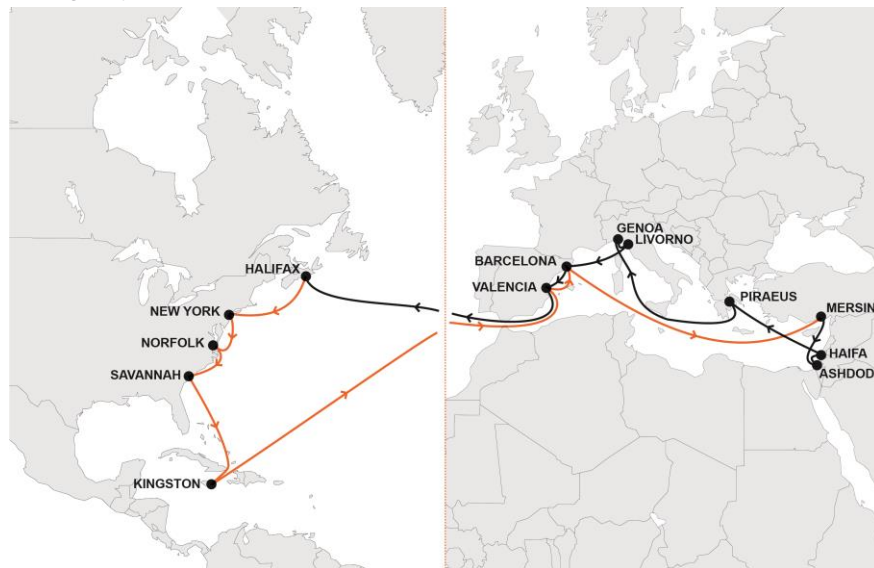 GENOA
LIVORNO
BARCELONA
HALIFAX
VALENCIA
PIRAEUS
NEW YORK
MERSIN
NORFOLK
HAIFA
SAVANNAH
ASHDOD
KINGSTON